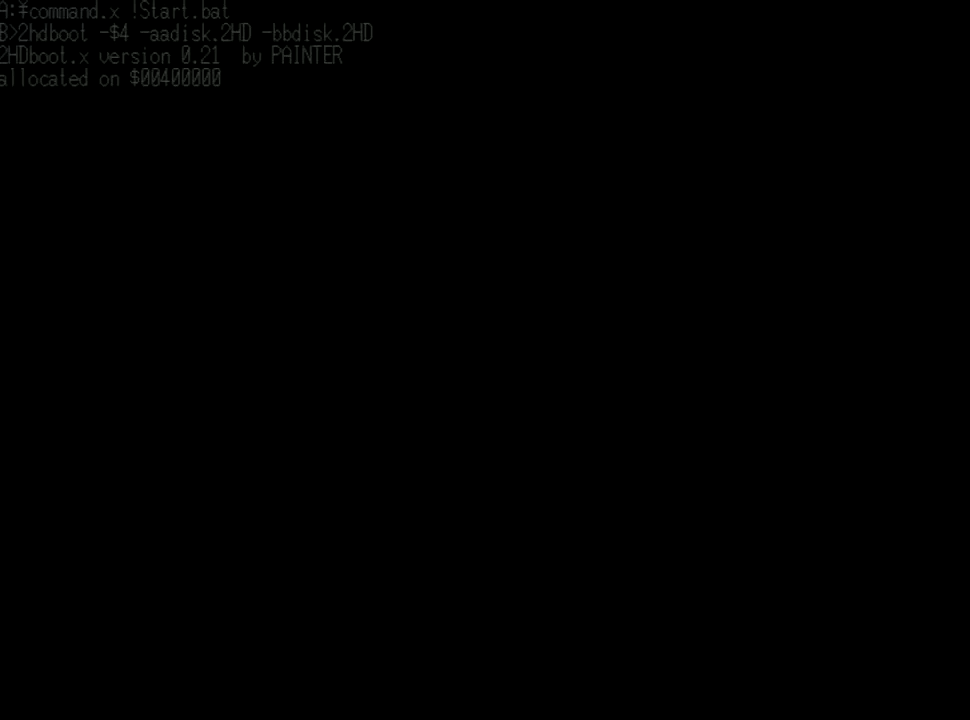 A:¥command.x !Start.bat
B>2hdboot -$4 -aadisk.2HD -bbdisk.2HD
2HDboot.x version 0.21  by PAINTER
allocated on $00400000